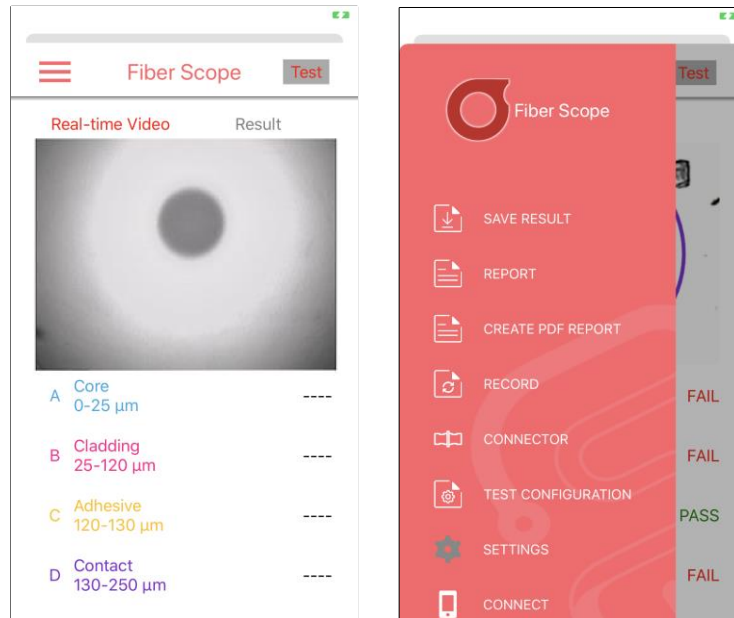 Fiber Scope
Test
Real-time Video
Result
A
Core
0-25 µm
----
B
Cladding
25-120 µm
----
C
Adhesive
120-130 µm
----
D
Contact
130-250 µm
----
Test
Fiber Scope
SAVE RESULT
REPORT
CREATE PDF REPORT
RECORD
FAIL
CONNECTOR
FAIL
TEST CONFIGURATION
PASS
SETTINGS
FAIL
CONNECT